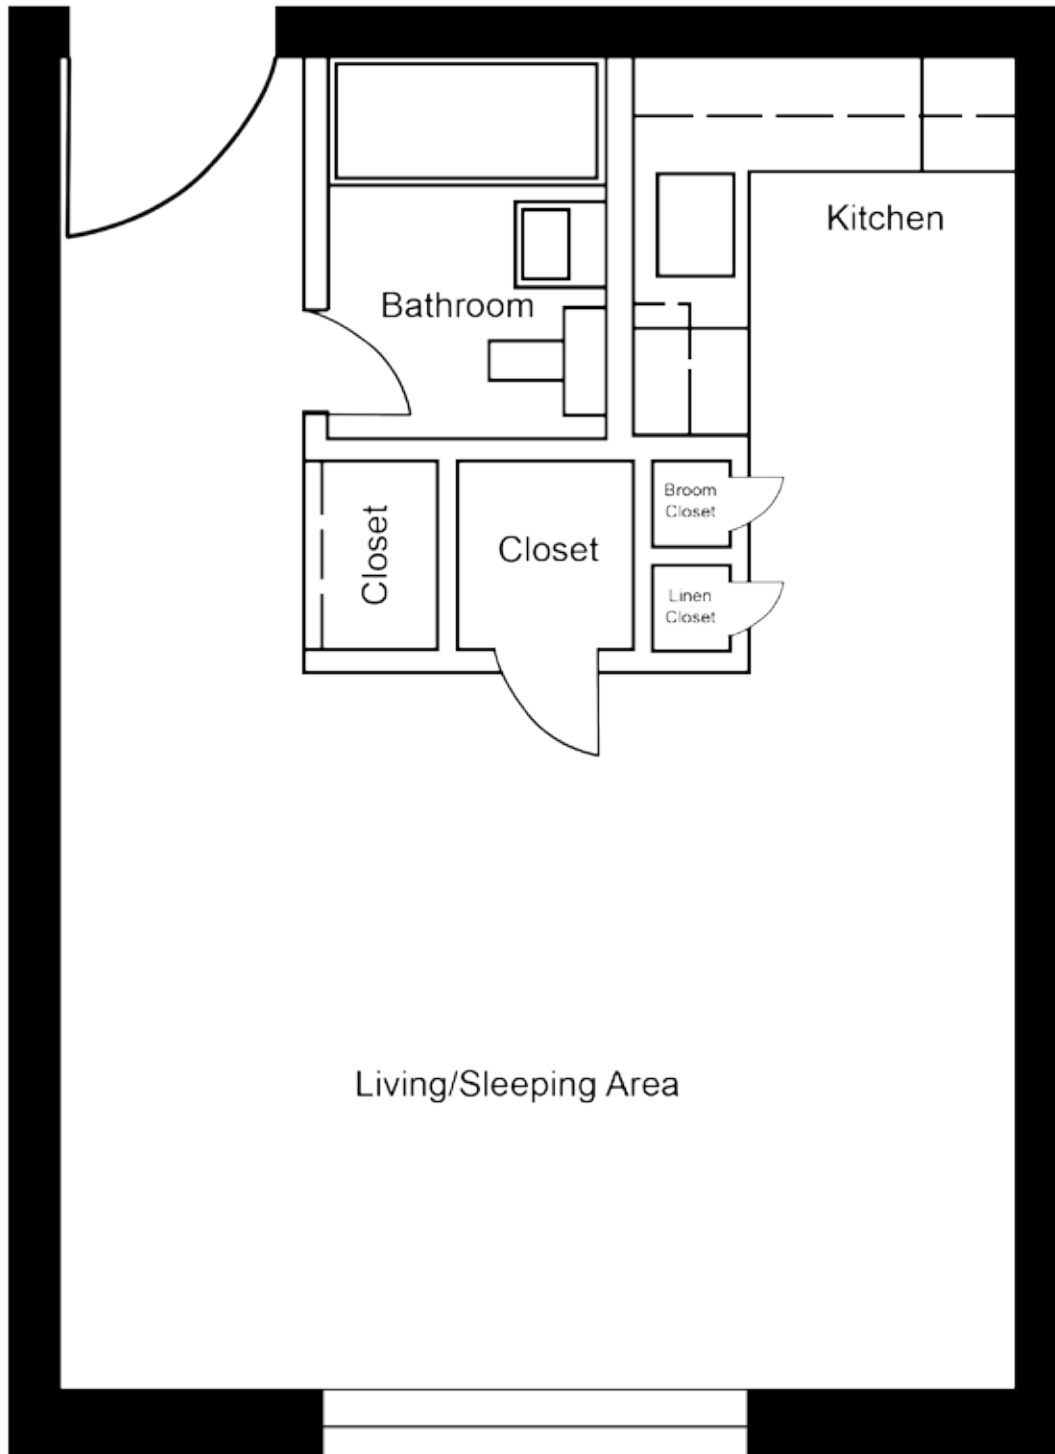 Kitchen
Bathroom
Broom
Closet
Closet
Closet
Linen
Closet
Living/Sleeping Area